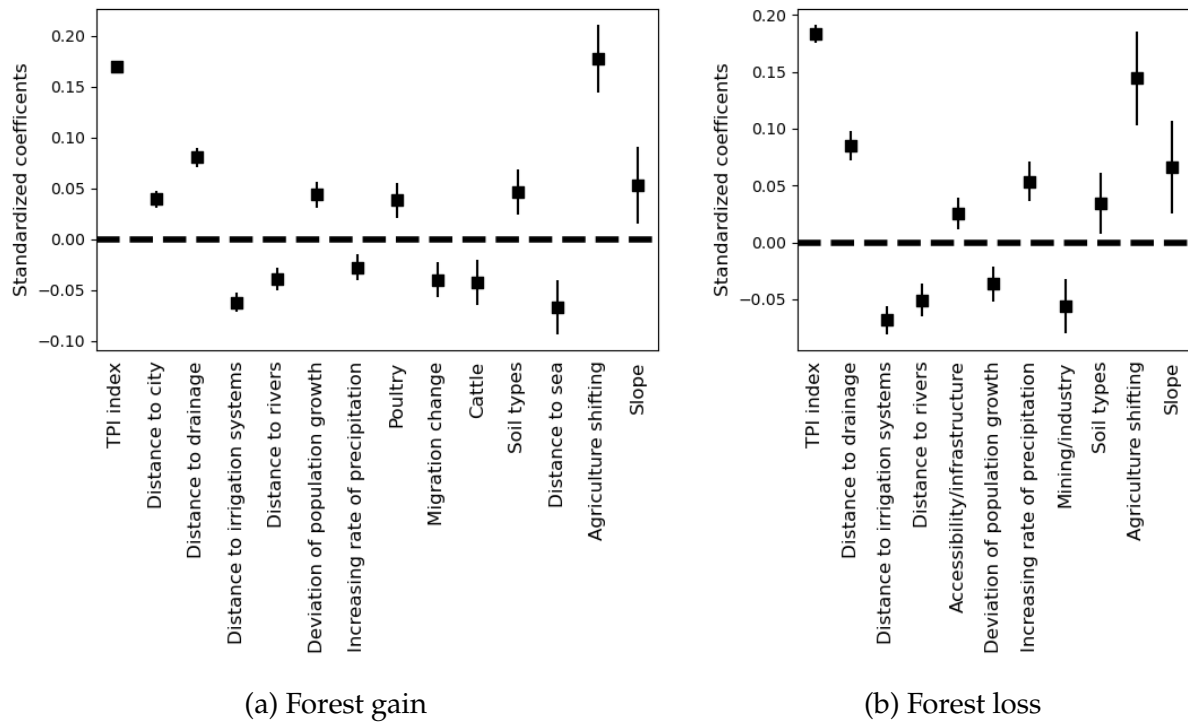 Standardized coefficents
0.20
0.15
0.10
0.05
0.00
−0.05
−0.10
TPI index
Distance to city
Distance to drainage
Distance to irrigation systems
Distance to rivers
Deviation of population growth
Increasing rate of precipitation
Poultry
Migration change
Cattle
Soil types
Distance to sea
Agriculture shifting
Slope
(a) Forest gain
Standardized coefficents
0.20
0.15
0.10
0.05
0.00
−0.05
TPI index
Distance to drainage
Distance to irrigation systems
Distance to rivers
Accessibility/infrastructure
Deviation of population growth
Increasing rate of precipitation
Mining/industry
Soil types
Agriculture shifting
Slope
(b) Forest loss